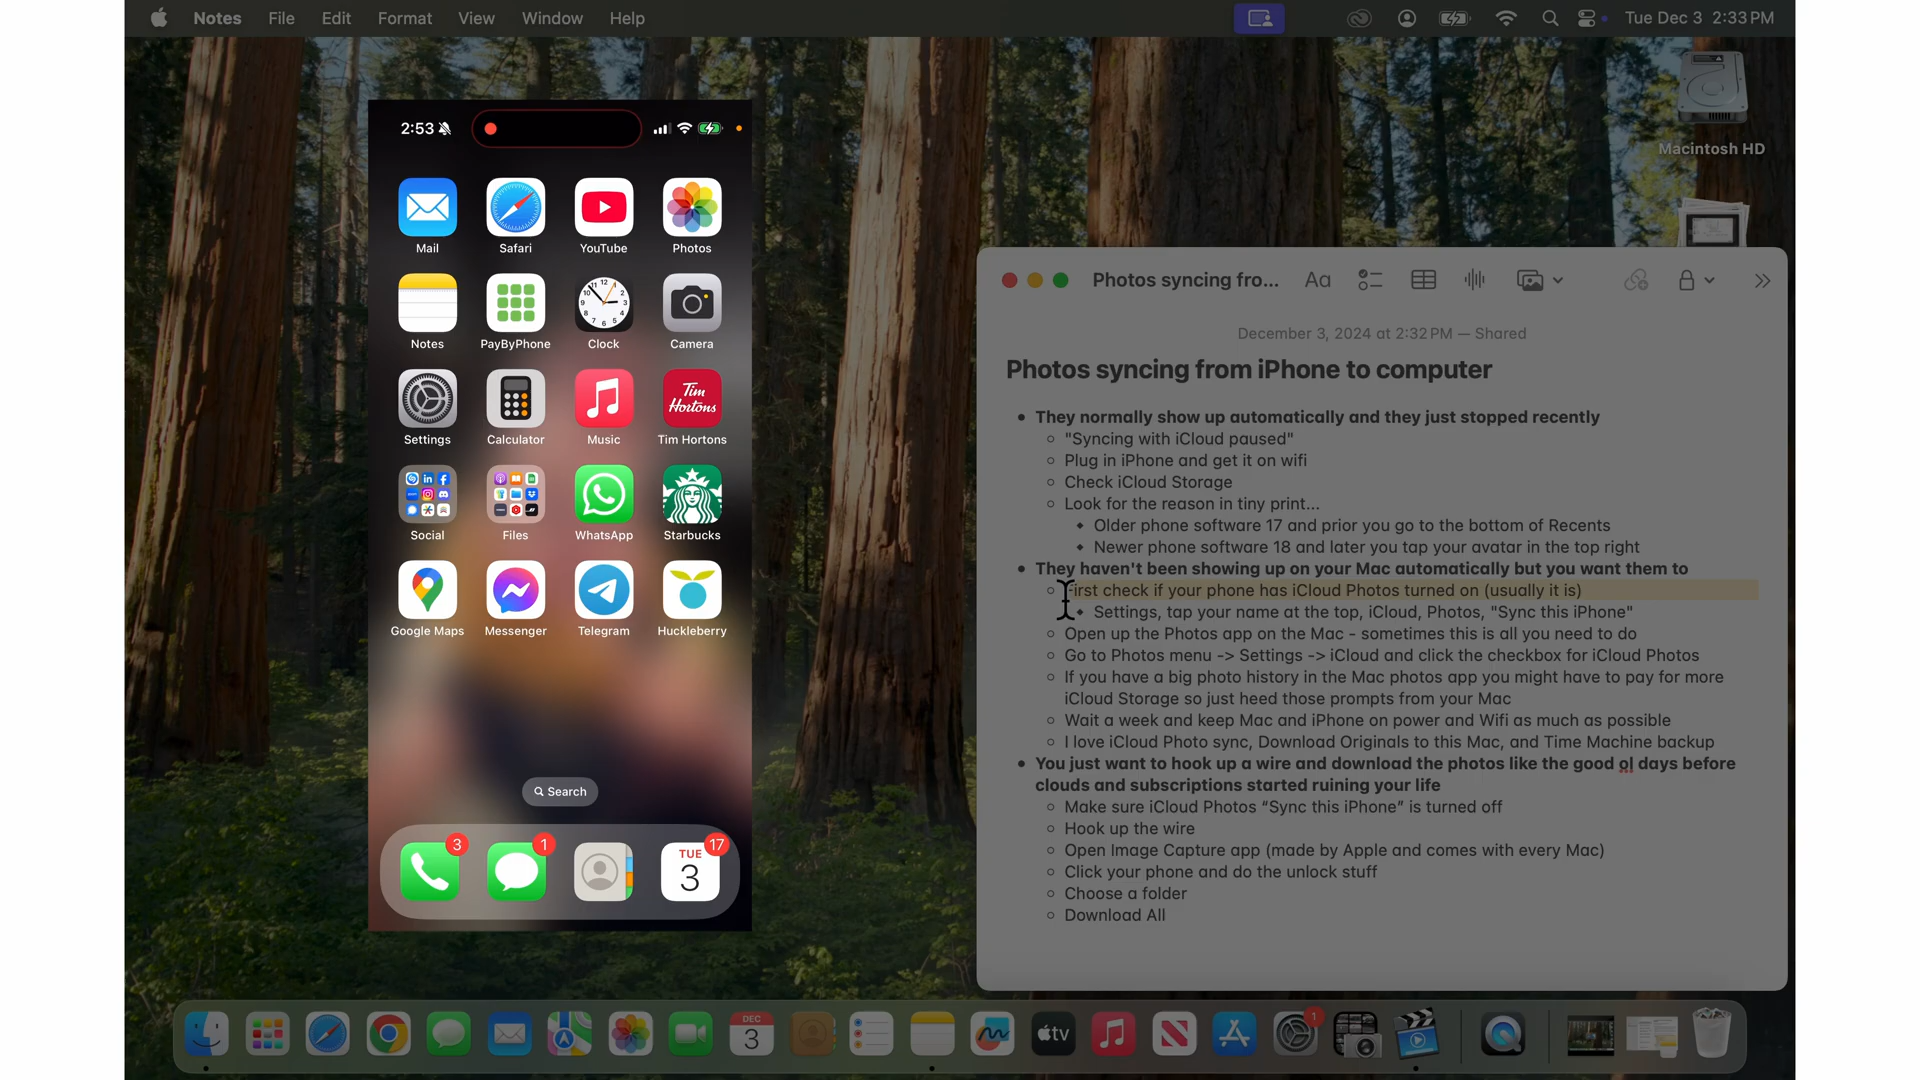 Notes File Edit Format View Window Help
Tue Dec 3 2:33 PM
Macintosh HD
2:53
Mail Safari YouTube Photos
Notes PayByPhone Clock Camera
Tim Hortons
Settings Calculator Music Tim Hortons
Social Files WhatsApp Starbucks
Google Maps Messenger Telegram Huckleberry
Search
3 1 TUE 3 17
Photos syncing fro... Aa
December 3, 2024 at 2:32 PM — Shared
Photos syncing from iPhone to computer
They normally show up automatically and they just stopped recently
"Syncing with iCloud paused"
Plug in iPhone and get it on wifi
Check iCloud Storage
Look for the reason in tiny print...
Older phone software 17 and prior you go to the bottom of Recents
Newer phone software 18 and later you tap your avatar in the top right
They haven't been showing up on your Mac automatically but you want them to
First check if your phone has iCloud Photos turned on (usually it is)
Settings, tap your name at the top, iCloud, Photos, "Sync this iPhone"
Open up the Photos app on the Mac - sometimes this is all you need to do
Go to Photos menu -> Settings -> iCloud and click the checkbox for iCloud Photos
If you have a big photo history in the Mac photos app you might have to pay for more
iCloud Storage so just heed those prompts from your Mac
Wait a week and keep Mac and iPhone on power and Wifi as much as possible
I love iCloud Photo sync, Download Originals to this Mac, and Time Machine backup
You just want to hook up a wire and download the photos like the good ol days before
clouds and subscriptions started ruining your life
Make sure iCloud Photos “Sync this iPhone” is turned off
Hook up the wire
Open Image Capture app (made by Apple and comes with every Mac)
Click your phone and do the unlock stuff
Choose a folder
Download All
DEC 3 tv 1